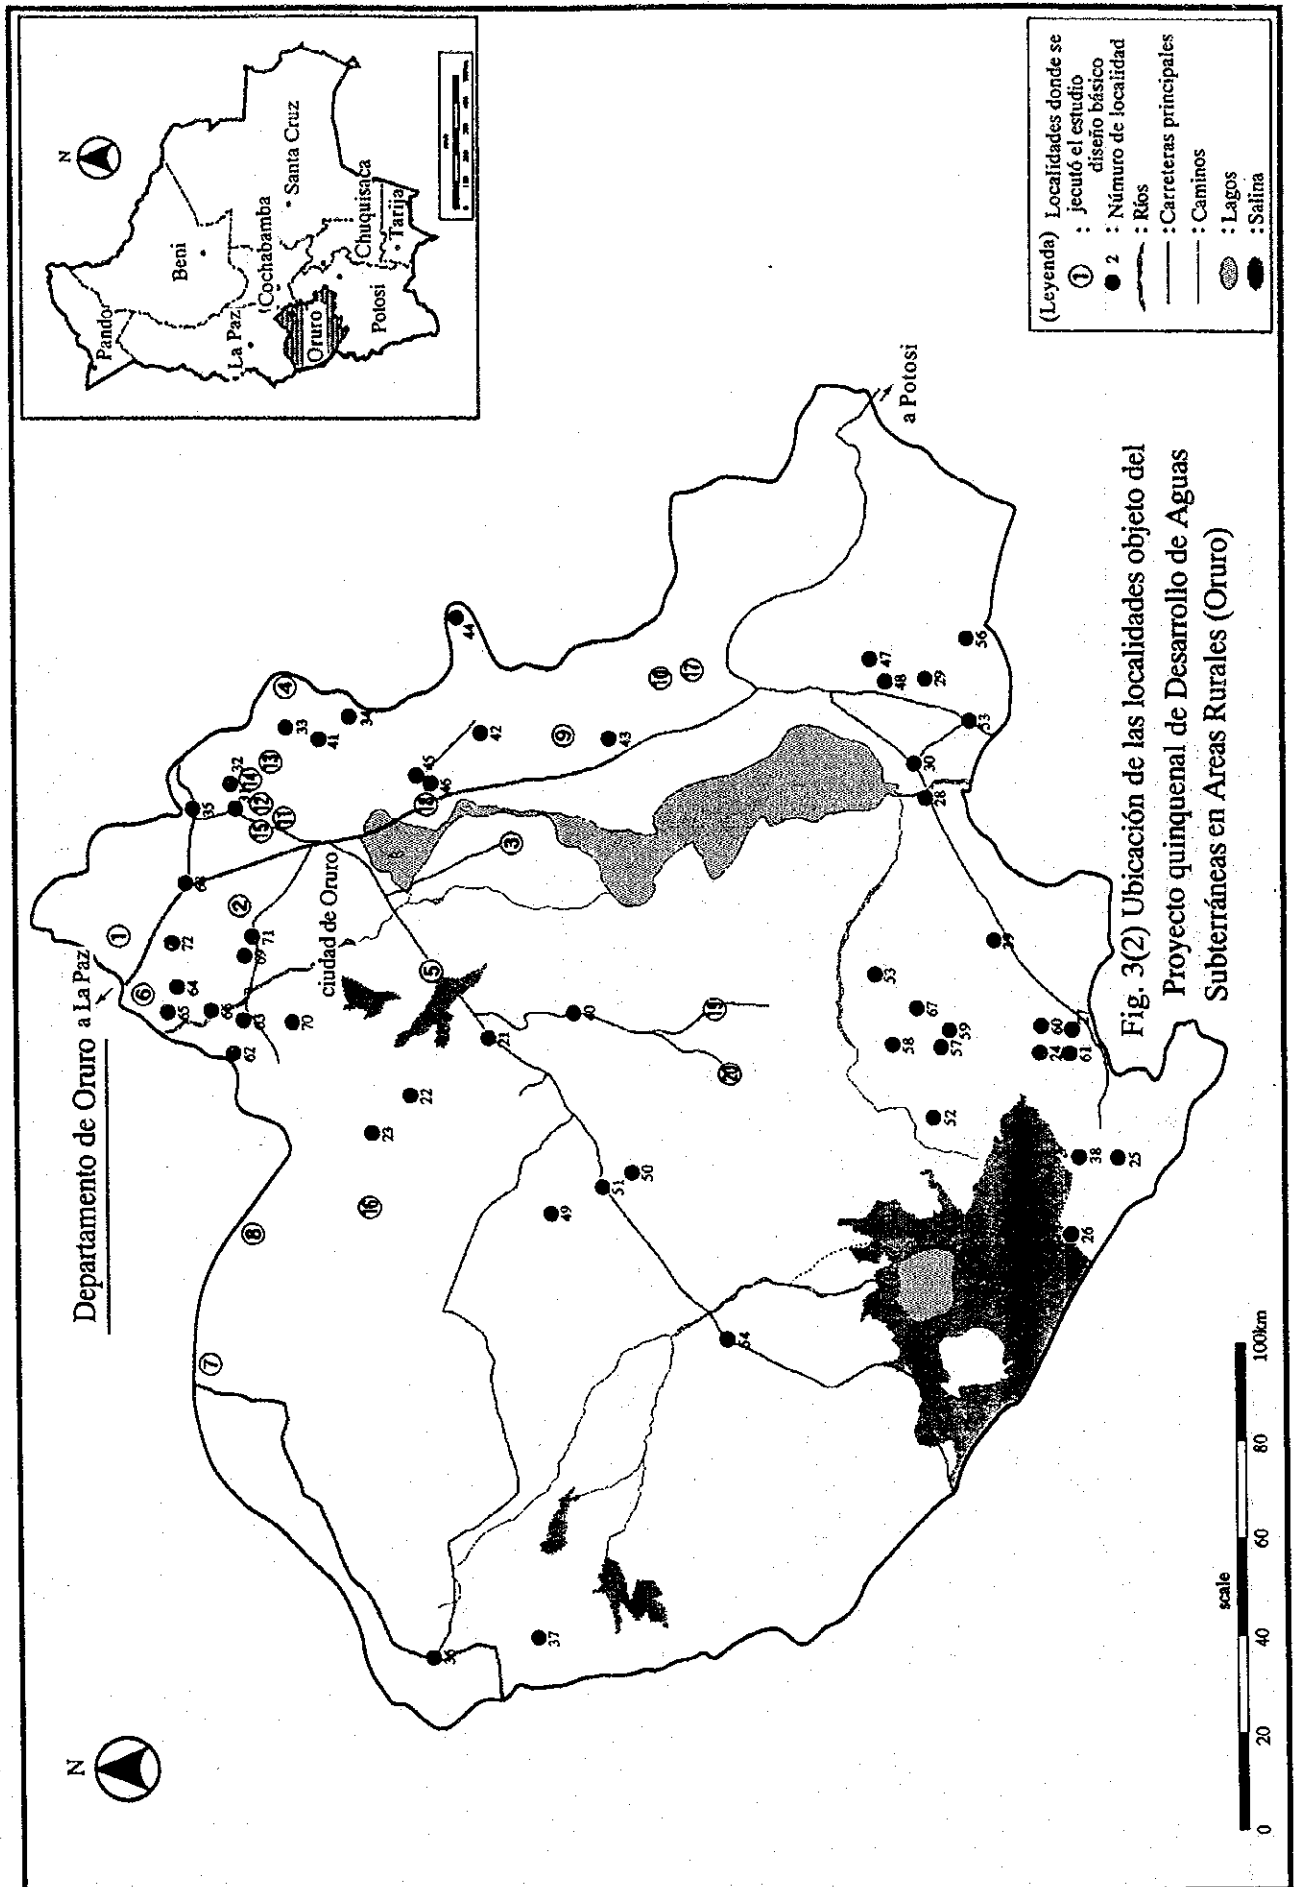 Departamento de Oruro
a La Paz
ciudad de Oruro
a Potosi
N
N
Pando
Beni
La Paz
Cochabamba
Santa Cruz
Oruro
Chuquisaca
Potosi
Tarija
(Leyenda)
1 : Localidades donde se
jecutó el estudio
diseño básico
2 : Númuro de localidad
: Ríos
: Carreteras principales
: Caminos
: Lagos
: Salina
1
2
3
4
5
6
7
8
9
11
12
13
14
15
16
17
18
19
20
21
22
23
24
25
26
28
29
30
32
33
34
35
36
37
38
39
40
41
42
43
44
45
46
47
48
49
50
51
52
53
53
54
56
57
58
59
60
61
62
63
64
65
66
67
69
70
71
72
scale
0 20 40 60 80 100km
Fig. 3(2) Ubicación de las localidades objeto del
Proyecto quinquenal de Desarrollo de Aguas
Subterráneas en Areas Rurales (Oruro)